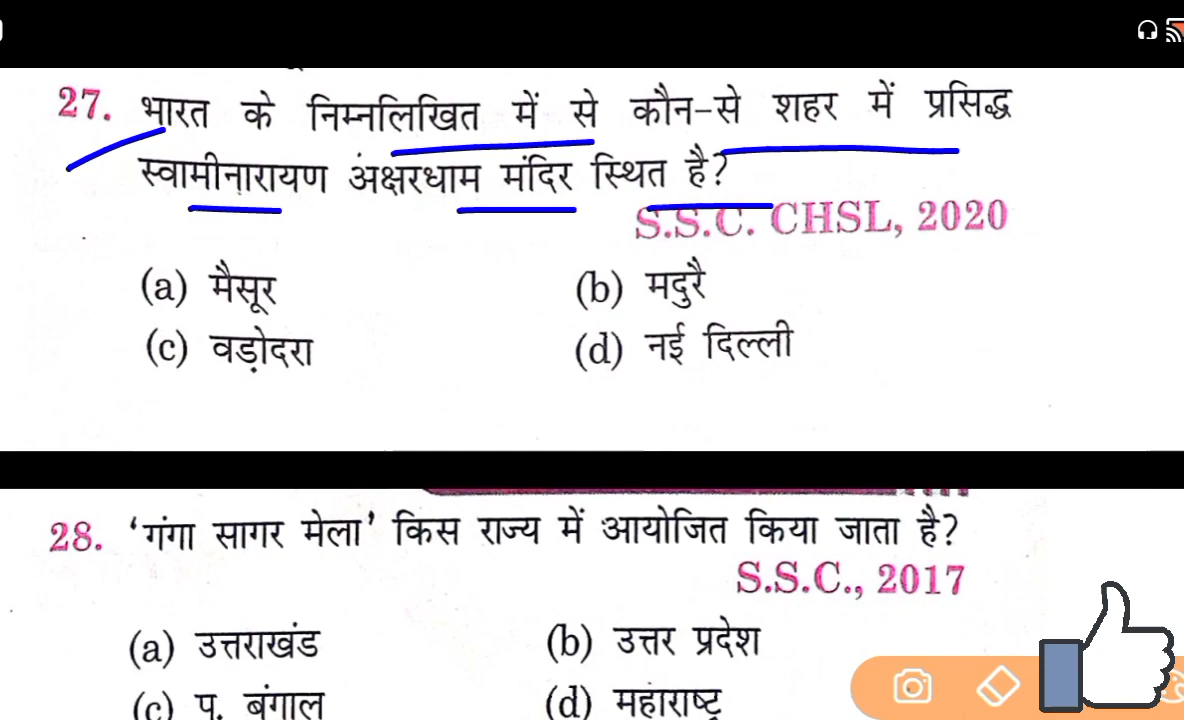 27. भारत के निम्नलिखित में से कौन-से शहर में प्रसिद्ध
स्वामीनारायण अक्षरधाम मंदिर स्थित है?
S.S.C. CHSL, 2020
(a) मैसूर (b) मदुरै
(c) वड़ोदरा (d) नई दिल्ली
28. ‘गंगा सागर मेला’ किस राज्य में आयोजित किया जाता है?
S.S.C., 2017
(a) उत्तराखंड (b) उत्तर प्रदेश
(c) प. बंगाल (d) महाराष्ट्र